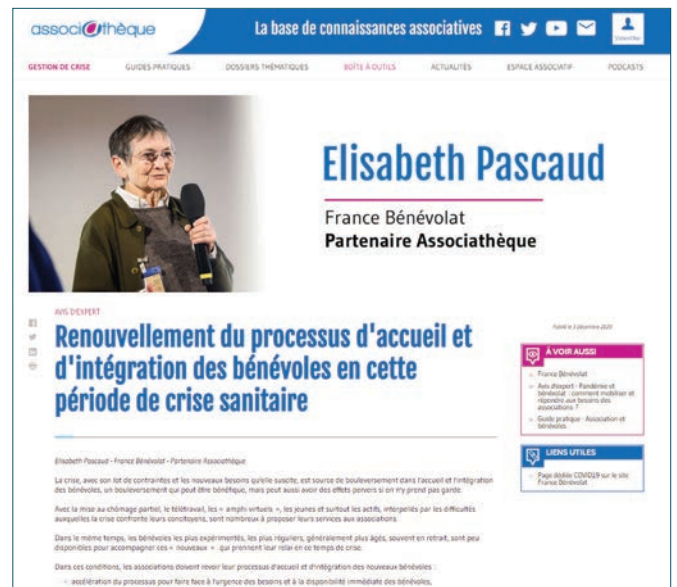 associathèque
La base de connaissances associatives
GESTION DE CRISE
GUIDES PRATIQUES
DOSSIERS THÉMATIQUES
BOÎTE À OUTILS
ACTUALITÉS
ESPACE ASSOCIATIF
PODCASTS
Elisabeth Pascaud
France Bénévolat
Partenaire Associathèque
AVIS D'EXPERT
Renouvellement du processus d'accueil et
d'intégration des bénévoles en cette
période de crise sanitaire
Publié le 3 décembre 2020
À VOIR AUSSI
France Bénévolat
Avis d'expert - Pandémie et
bénévolat : comment mobiliser et
répondre aux besoins des
associations ?
Guide pratique - Association et
bénévoles
LIENS UTILES
Page dédiée COVID19 sur le site
France Bénévolat
Elisabeth Pascaud - France Bénévolat - Partenaire Associathèque
La crise, avec son lot de contraintes et les nouveaux besoins qu'elle suscite, est source de bouleversement dans l'accueil et l'intégration
des bénévoles, un bouleversement qui peut être bénéfique, mais peut aussi avoir des effets pervers si on n'y prend pas garde.
Avec la mise au chômage partiel, le télétravail, les « amphis virtuels », les jeunes et surtout les actifs, interpellés par les difficultés
auxquelles la crise confronte leurs concitoyens, sont nombreux à proposer leurs services aux associations.
Dans le même temps, les bénévoles les plus expérimentés, les plus réguliers, généralement plus âgés, souvent en retrait, sont peu
disponibles pour accompagner ces « nouveaux » qui prennent leur relai en ce temps de crise.
Dans ces conditions, les associations doivent revoir leur processus d'accueil et d'intégration des nouveaux bénévoles :
accélération du processus pour faire face à l'urgence des besoins et à la disponibilité immédiate des bénévoles,